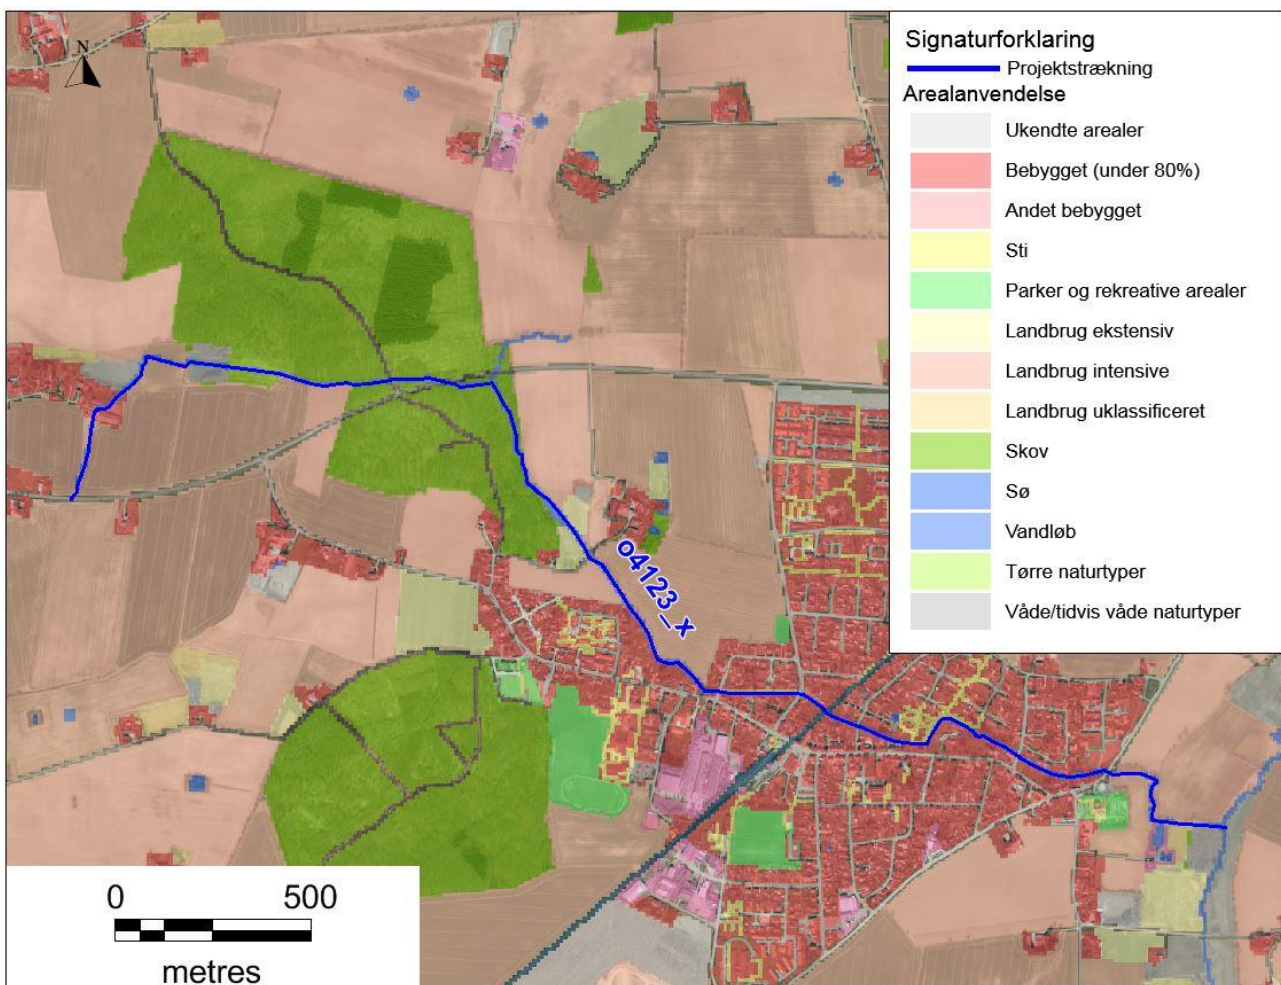 N
Signaturforklaring
Projektstrækning
Arealanvendelse
Ukendte arealer
Bebygget (under 80%)
Andet bebygget
Sti
Parker og rekreative arealer
Landbrug ekstensiv
Landbrug intensive
Landbrug uklassificeret
Skov
Sø
Vandløb
Tørre naturtyper
Våde/tidvis våde naturtyper
o4123_x
0 500
metres